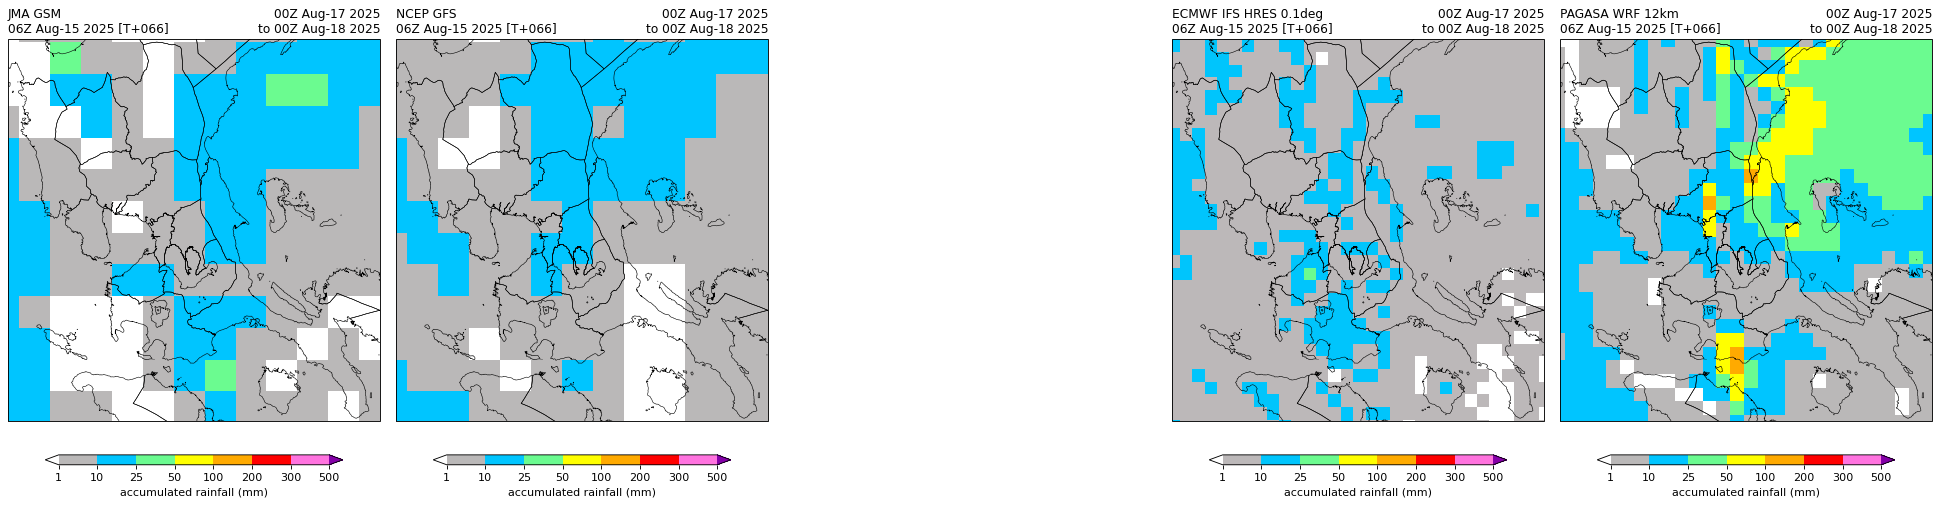 JMA GSM 00Z Aug-17 2025
06Z Aug-15 2025 [T+066] to 00Z Aug-18 2025
1 10 25 50 100 200 300 500
accumulated rainfall (mm)
NCEP GFS 00Z Aug-17 2025
06Z Aug-15 2025 [T+066] to 00Z Aug-18 2025
1 10 25 50 100 200 300 500
accumulated rainfall (mm)
ECMWF IFS HRES 0.1deg 00Z Aug-17 2025
06Z Aug-15 2025 [T+066] to 00Z Aug-18 2025
1 10 25 50 100 200 300 500
accumulated rainfall (mm)
PAGASA WRF 12km 00Z Aug-17 2025
06Z Aug-15 2025 [T+066] to 00Z Aug-18 2025
1 10 25 50 100 200 300 500
accumulated rainfall (mm)